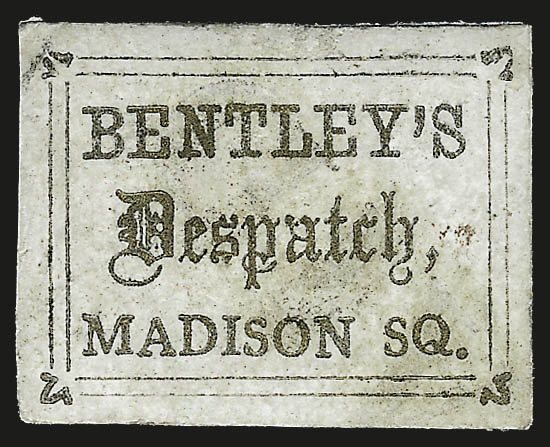 BENTLEY'S
Despatch,
MADISON SQ.